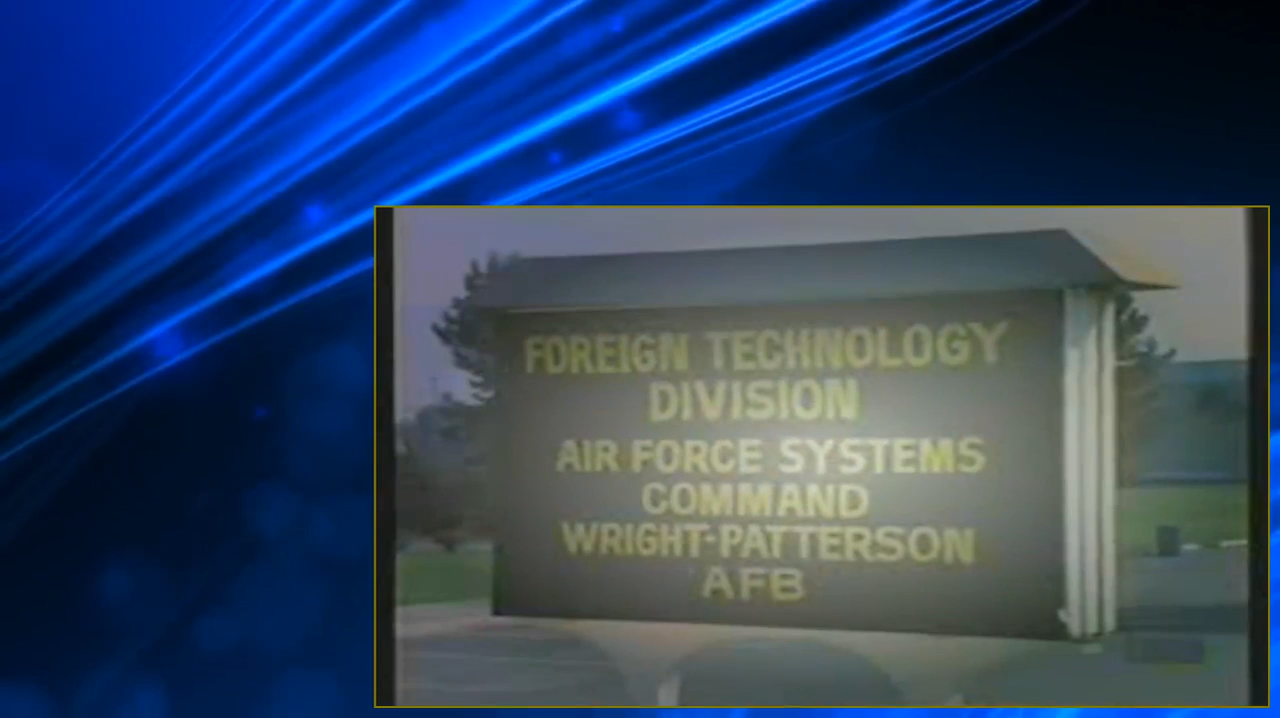 FOREIGN TECHNOLOGY
DIVISION
AIR FORCE SYSTEMS
COMMAND
WRIGHT-PATTERSON
AFB